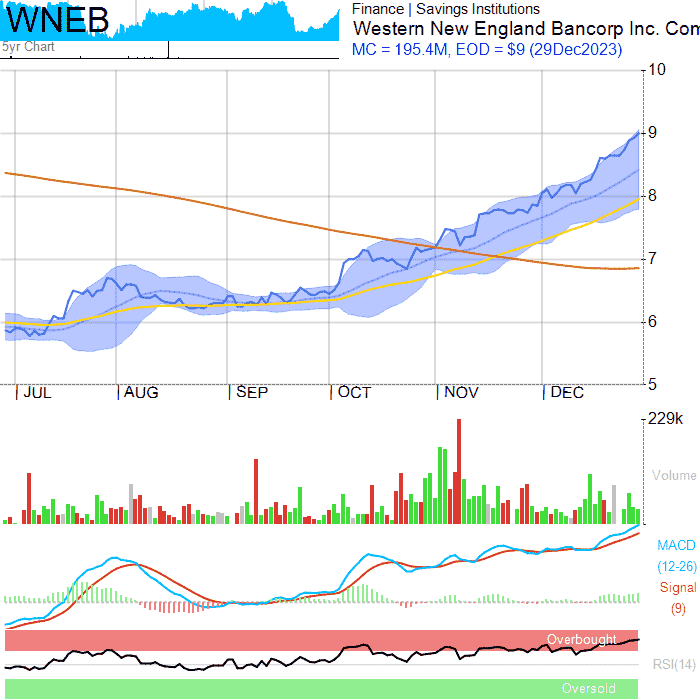 WNEB
5yr Chart
Finance | Savings Institutions
Western New England Bancorp Inc. Com
MC = 195.4M, EOD = $9 (29Dec2023)
10
9
8
7
6
5
JUL AUG SEP OCT NOV DEC
229k
Volume
MACD
(12-26)
Signal
(9)
Overbought
RSI(14)
Oversold